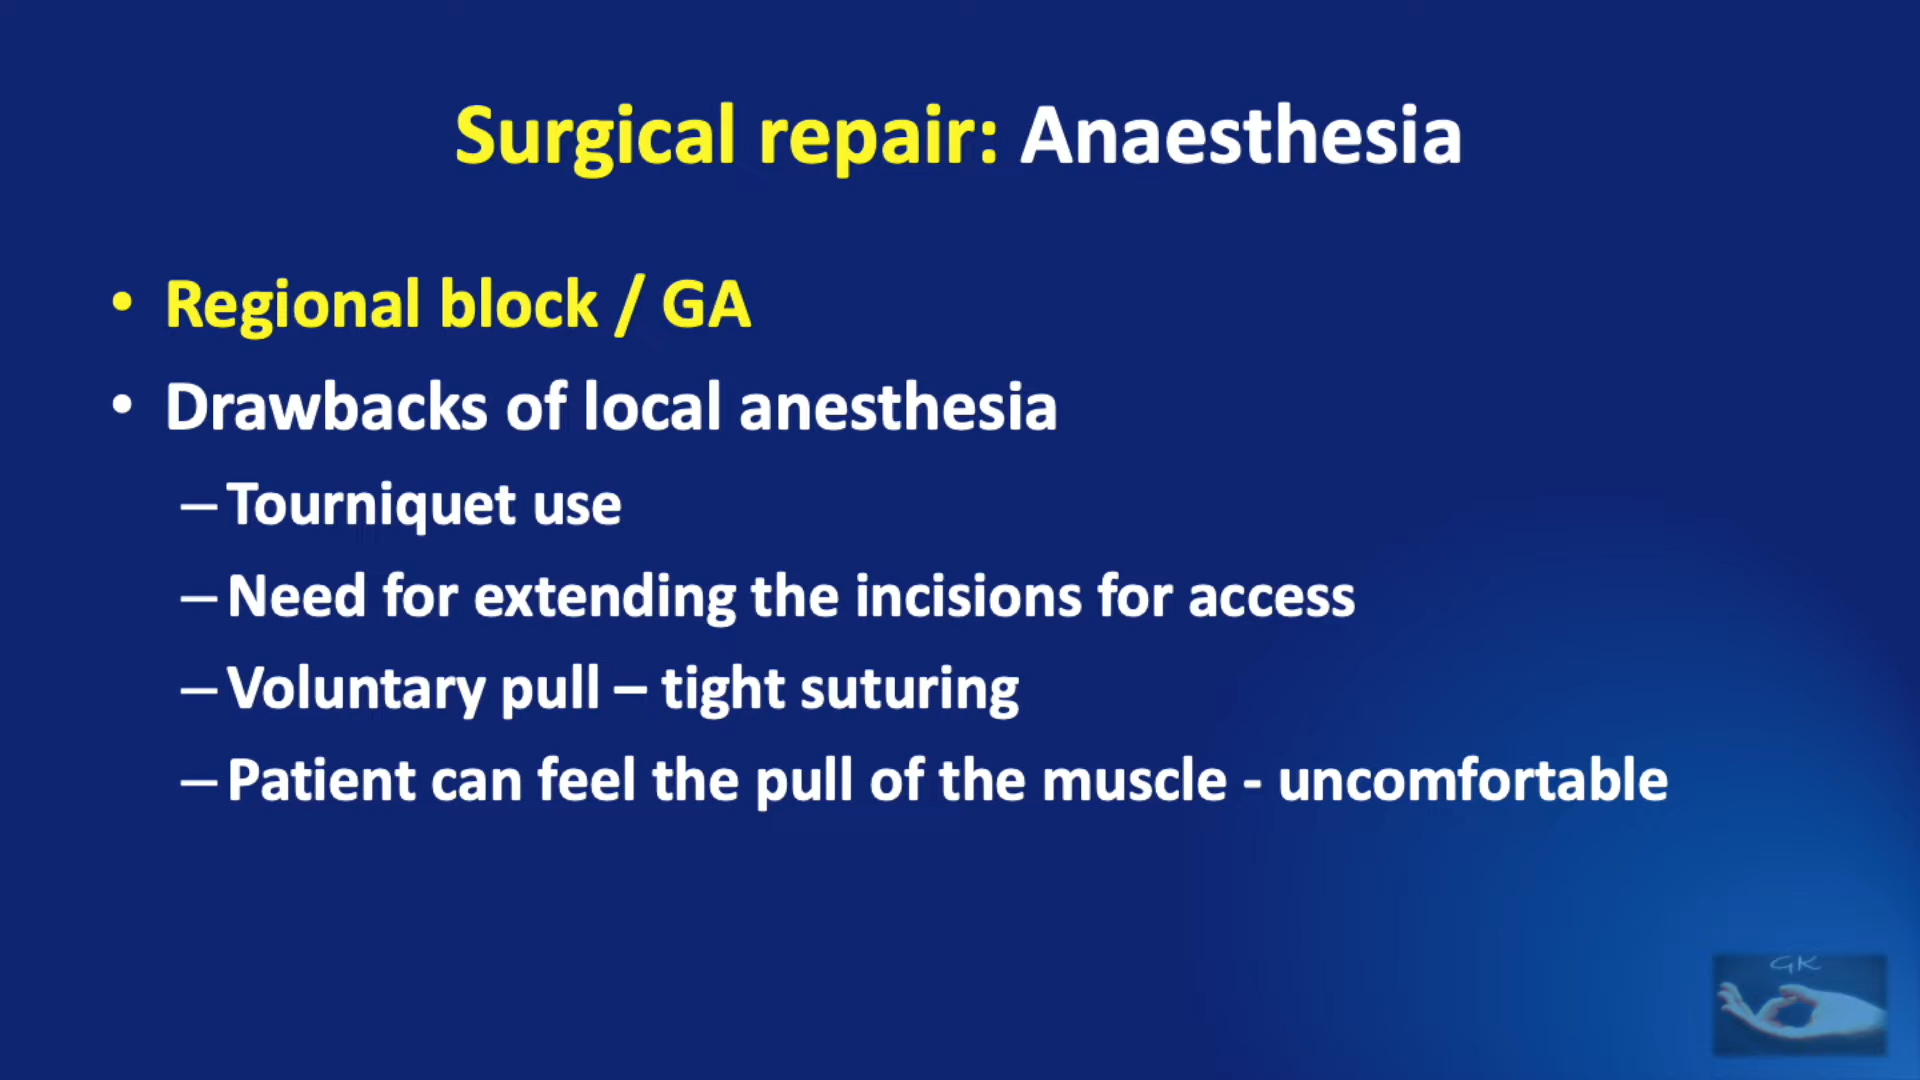 Surgical repair: Anaesthesia
• Regional block / GA
• Drawbacks of local anesthesia
– Tourniquet use
– Need for extending the incisions for access
– Voluntary pull – tight suturing
– Patient can feel the pull of the muscle - uncomfortable
GK